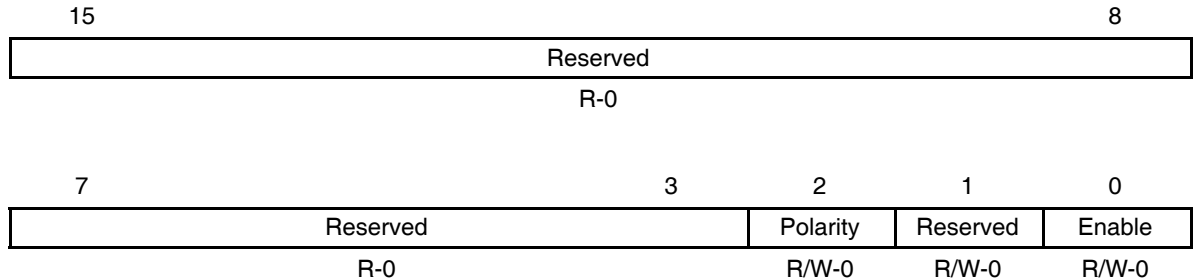 15 8
Reserved
R-0
7 3 2 1 0
Reserved Polarity Reserved Enable
R-0 R/W-0 R/W-0 R/W-0